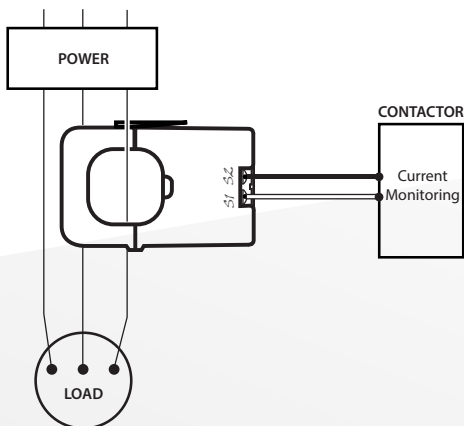 POWER
CONTACTOR
S1 S2
Current
Monitoring
LOAD